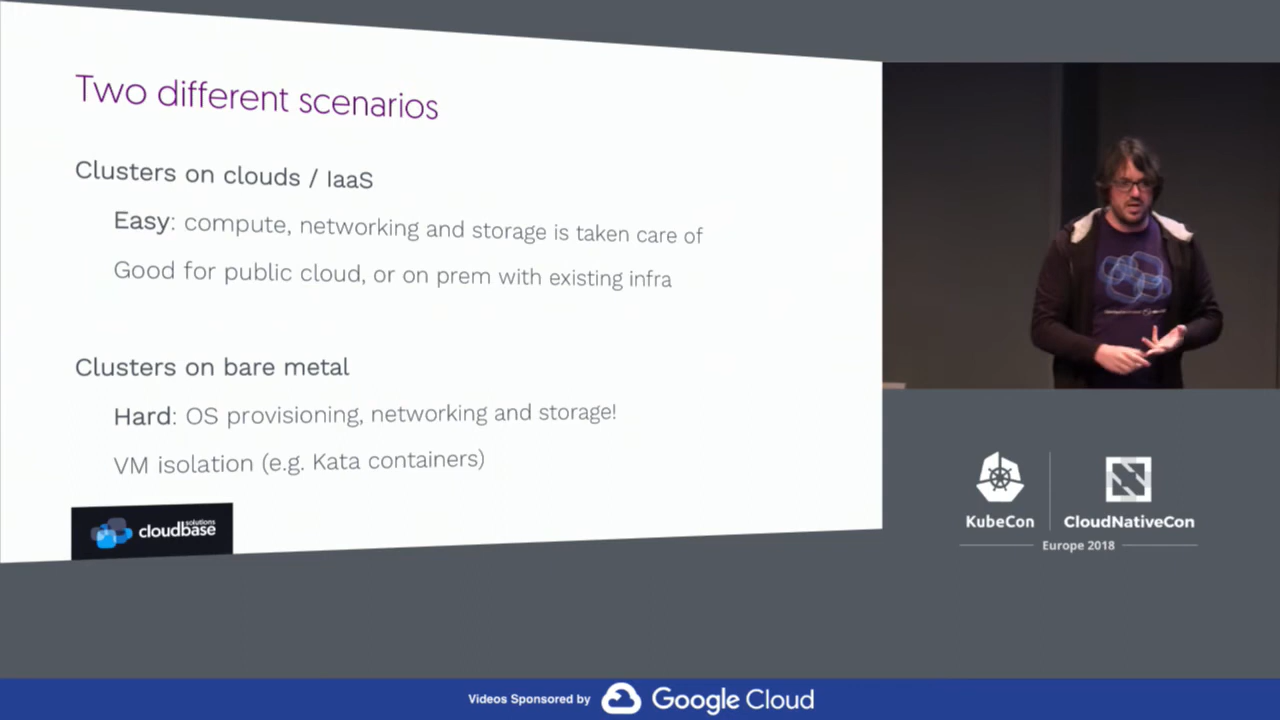 Two different scenarios
Clusters on clouds / IaaS
Easy: compute, networking and storage is taken care of
Good for public cloud, or on prem with existing infra
Clusters on bare metal
Hard: OS provisioning, networking and storage!
VM isolation (e.g. Kata containers)
cloudbase solutions
KubeCon
CloudNativeCon
Europe 2018
Videos Sponsored by Google Cloud